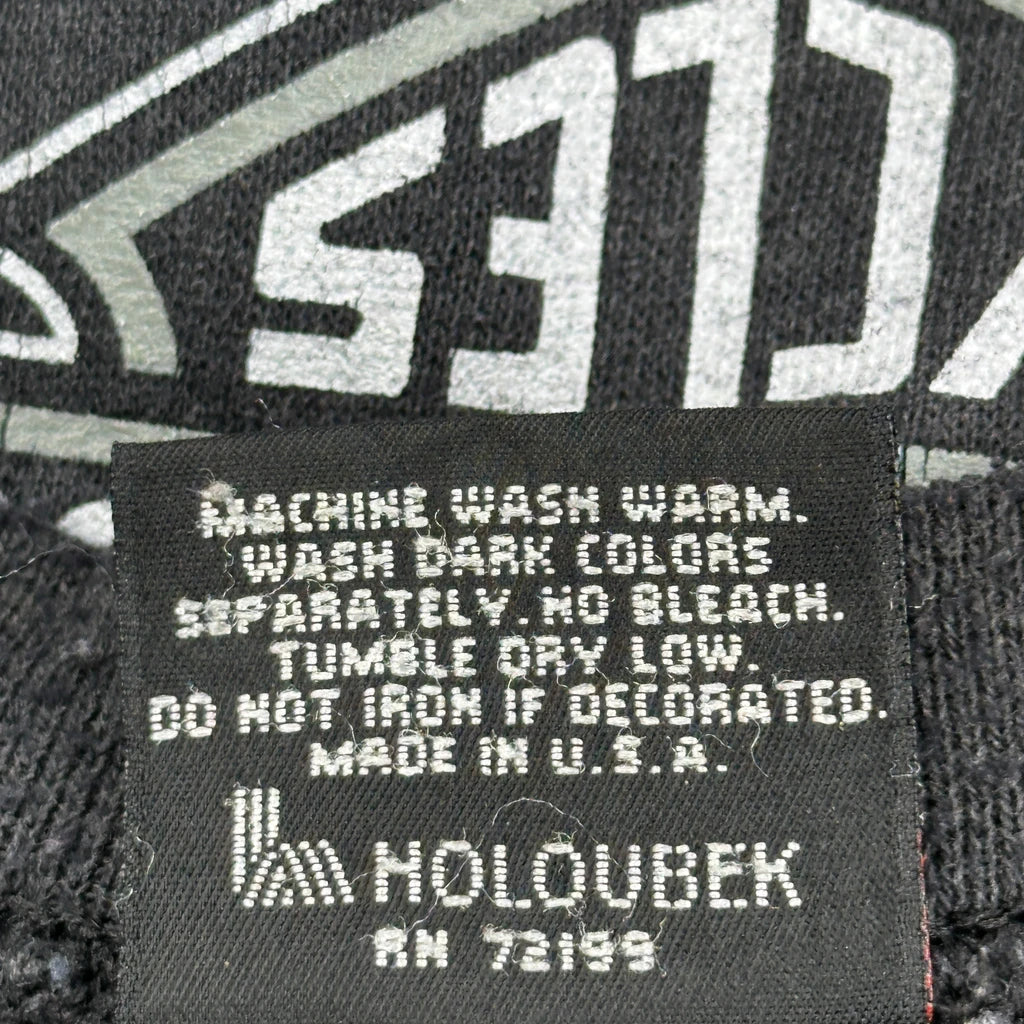 CLES
MACHINE WASH WARM.
WASH DARK COLORS
SEPARATELY. NO BLEACH.
TUMBLE DRY LOW.
DO NOT IRON IF DECORATED.
MADE IN U.S.A.
HOLOUBEK
RN 72199